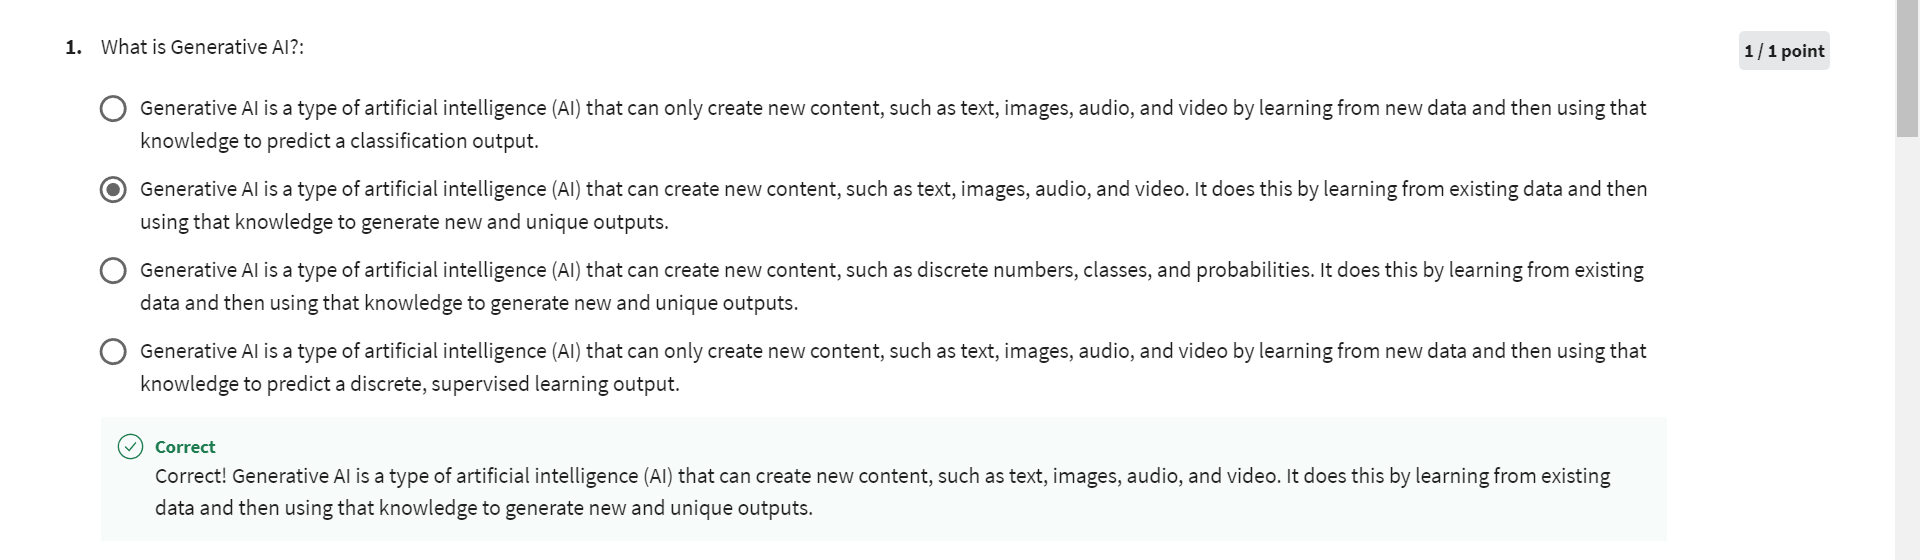 1. What is Generative AI?:
1 / 1 point
Generative AI is a type of artificial intelligence (AI) that can only create new content, such as text, images, audio, and video by learning from new data and then using that
knowledge to predict a classification output.
Generative AI is a type of artificial intelligence (AI) that can create new content, such as text, images, audio, and video. It does this by learning from existing data and then
using that knowledge to generate new and unique outputs.
Generative AI is a type of artificial intelligence (AI) that can create new content, such as discrete numbers, classes, and probabilities. It does this by learning from existing
data and then using that knowledge to generate new and unique outputs.
Generative AI is a type of artificial intelligence (AI) that can only create new content, such as text, images, audio, and video by learning from new data and then using that
knowledge to predict a discrete, supervised learning output.
Correct
Correct! Generative AI is a type of artificial intelligence (AI) that can create new content, such as text, images, audio, and video. It does this by learning from existing
data and then using that knowledge to generate new and unique outputs.